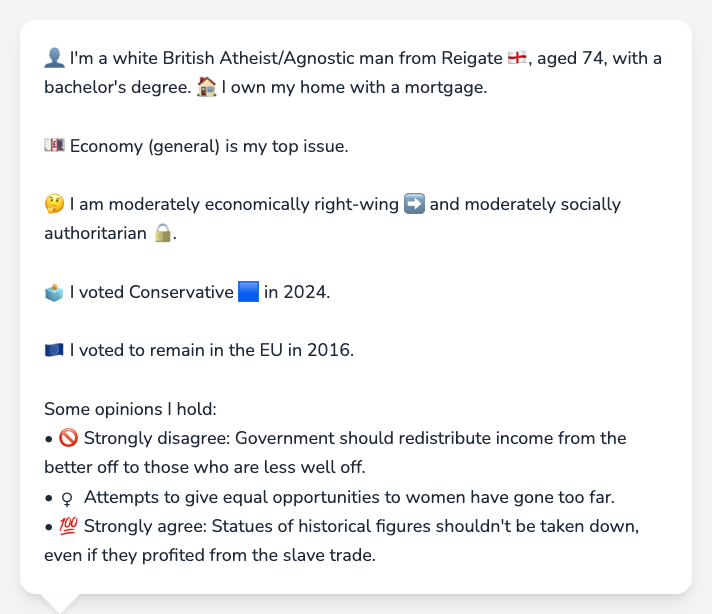 👤 I'm a white British Atheist/Agnostic man from Reigate 🏴󠁧󠁢󠁥󠁮󠁧󠁿, aged 74, with a
bachelor's degree. 🏠 I own my home with a mortgage.
💷 Economy (general) is my top issue.
🤔 I am moderately economically right-wing ➡️ and moderately socially
authoritarian 🔒.
🗳️ I voted Conservative 🟦 in 2024.
🇪🇺 I voted to remain in the EU in 2016.
Some opinions I hold:
• 🚫 Strongly disagree: Government should redistribute income from the
better off to those who are less well off.
• ♀ Attempts to give equal opportunities to women have gone too far.
• 💯 Strongly agree: Statues of historical figures shouldn't be taken down,
even if they profited from the slave trade.